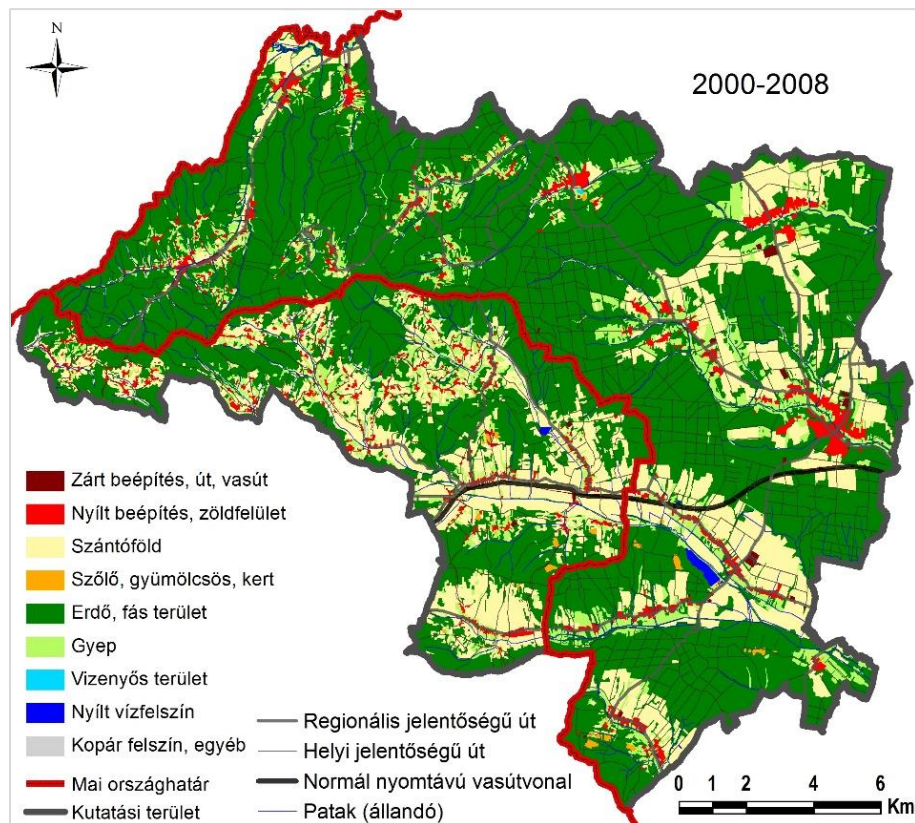 N
2000-2008
Zárt beépítés, út, vasút
Nyílt beépítés, zöldfelület
Szántóföld
Szőlő, gyümölcsös, kert
Erdő, fás terület
Gyep
Vizenyős terület
Nyílt vízfelszín
Kopár felszín, egyéb
Mai országhatár
Kutatási terület
Regionális jelentőségű út
Helyi jelentőségű út
Normál nyomtávú vasútvonal
Patak (állandó)
0 1 2 4 6
Km